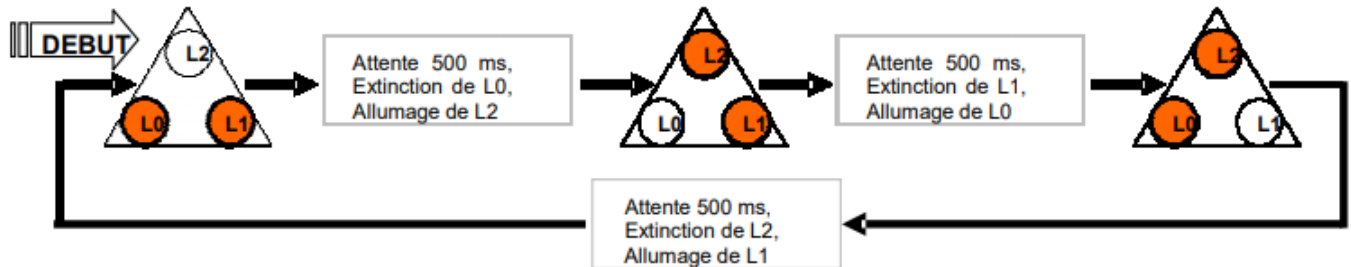 DEBUT
L2
L0
L1
Attente 500 ms,
Extinction de L0,
Allumage de L2
L2
L0
L1
Attente 500 ms,
Extinction de L1,
Allumage de L0
L2
L0
L1
Attente 500 ms,
Extinction de L2,
Allumage de L1